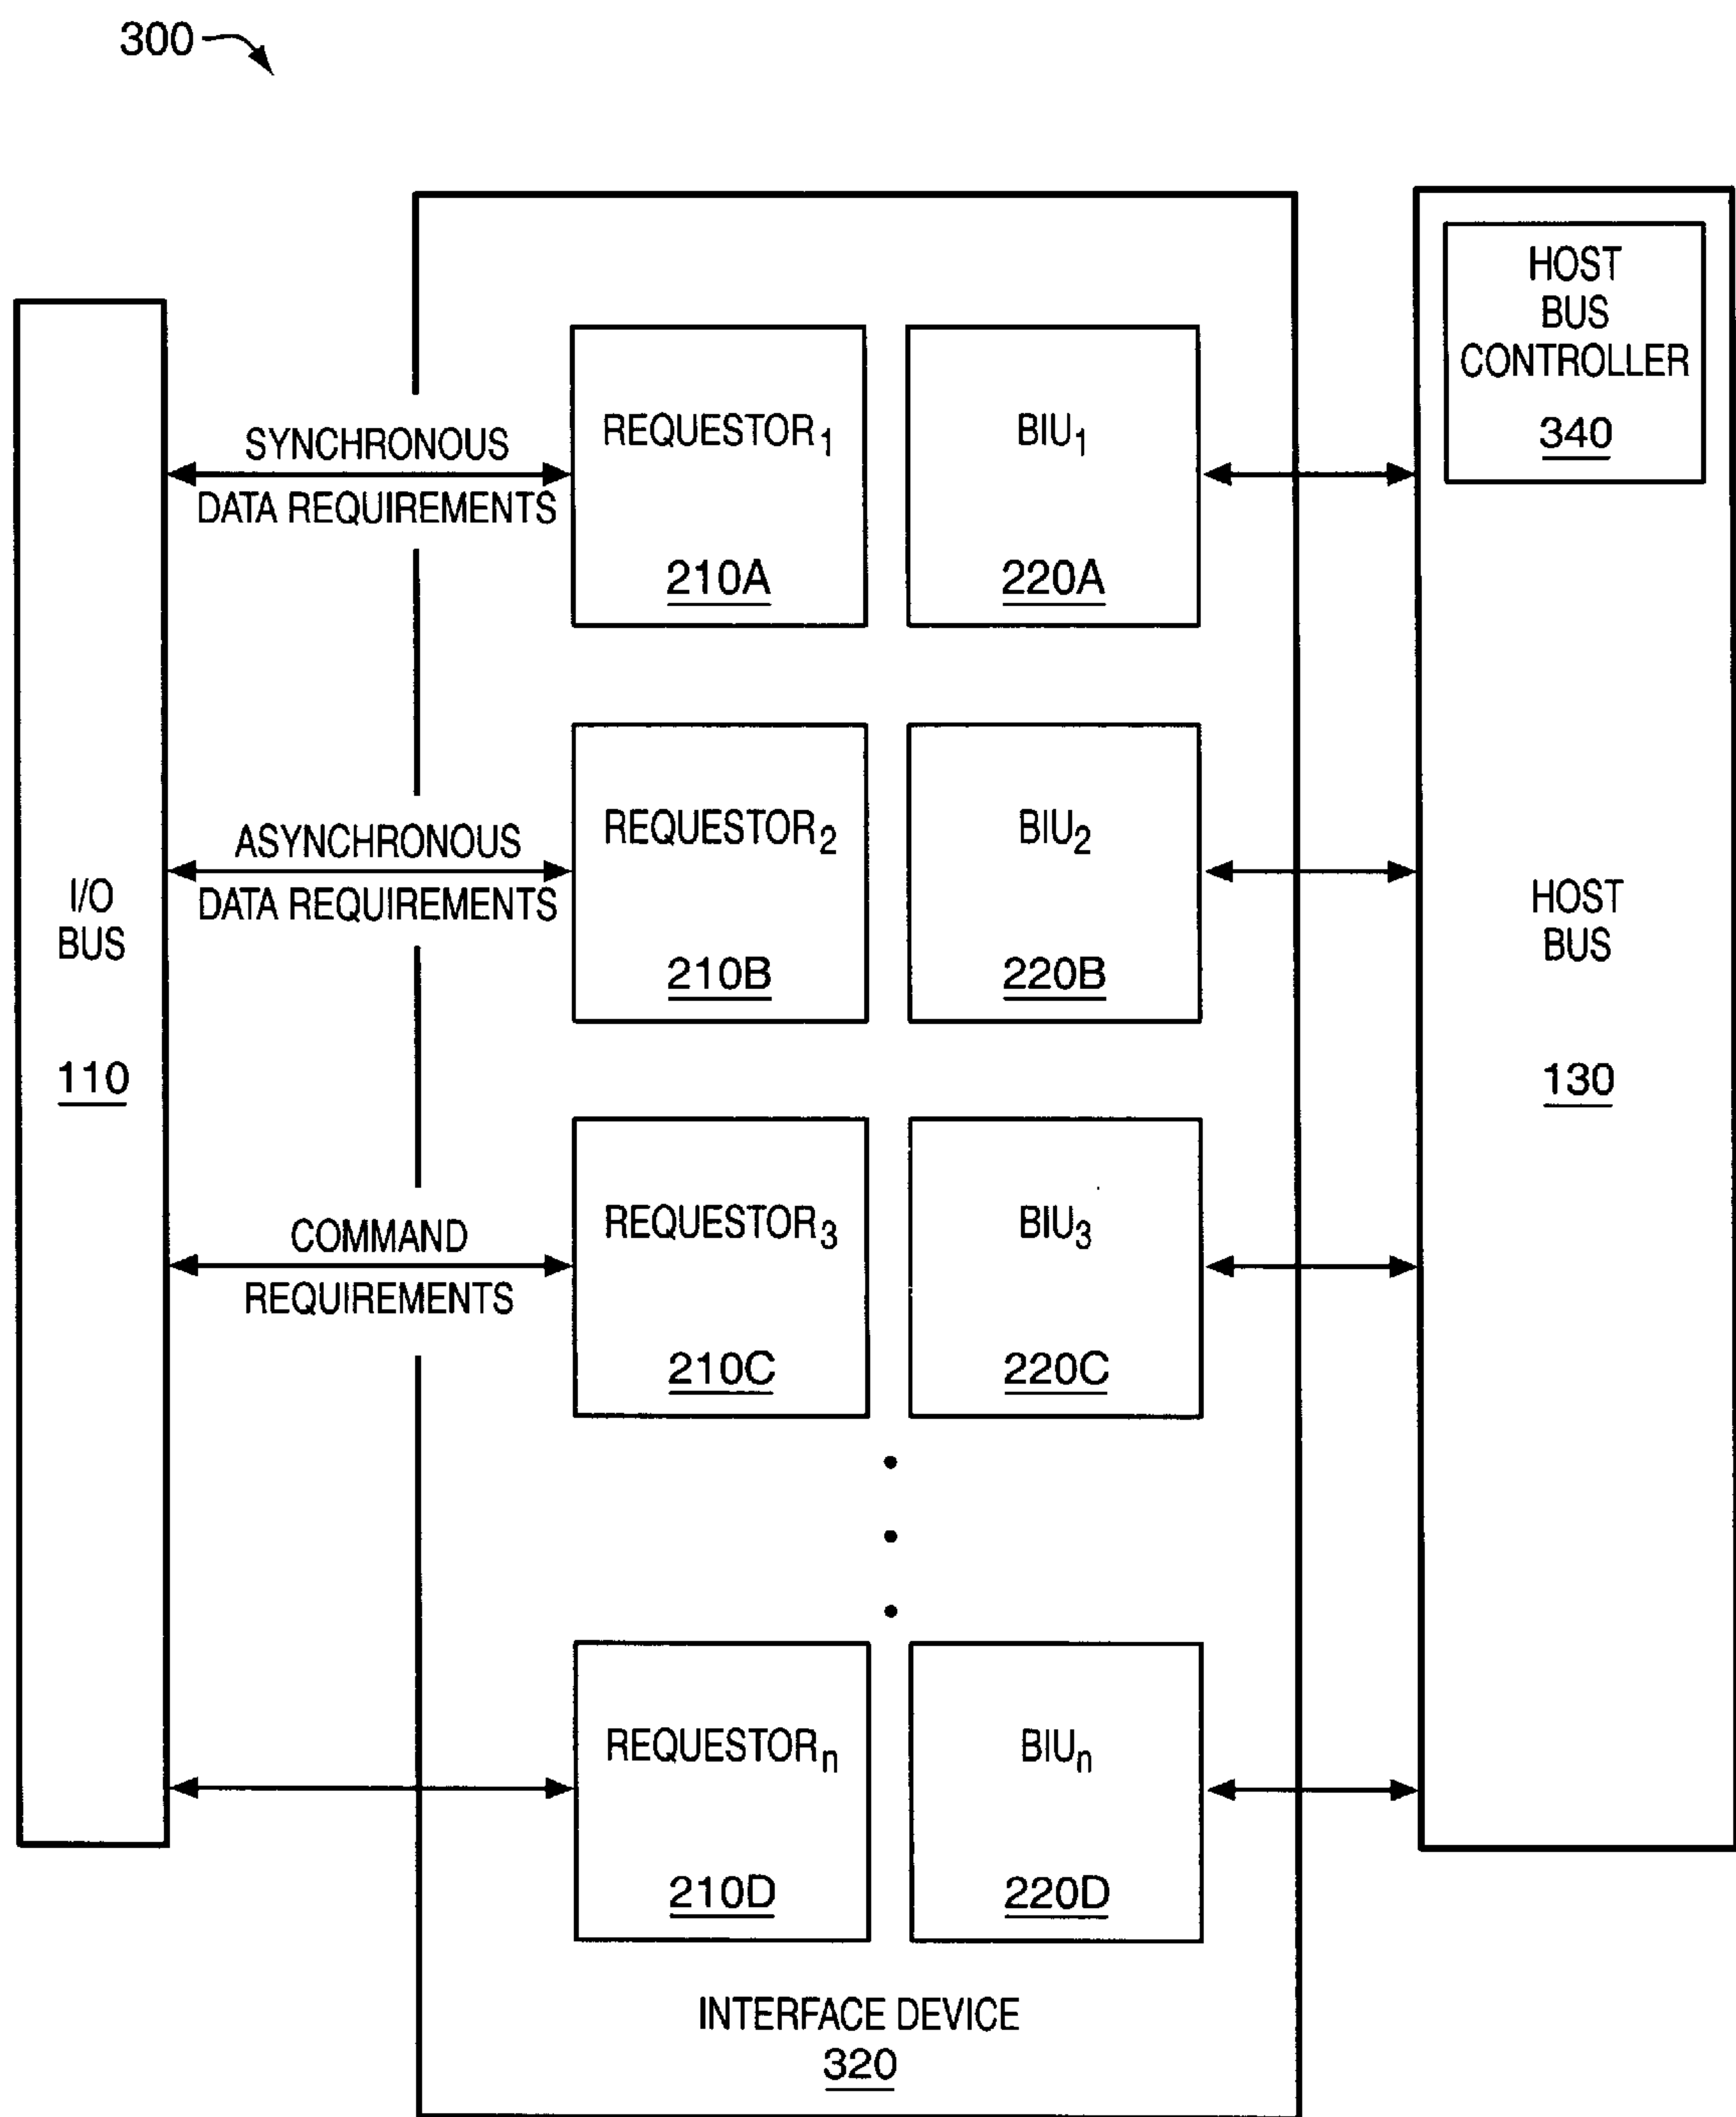 300
HOST
BUS
CONTROLLER
340
SYNCHRONOUS
DATA REQUIREMENTS
REQUESTOR1
210A
BIU1
220A
ASYNCHRONOUS
DATA REQUIREMENTS
REQUESTOR2
210B
BIU2
220B
I/O
BUS
110
HOST
BUS
130
COMMAND
REQUIREMENTS
REQUESTOR3
210C
BIU3
220C
REQUESTORn
210D
BIUn
220D
INTERFACE DEVICE
320